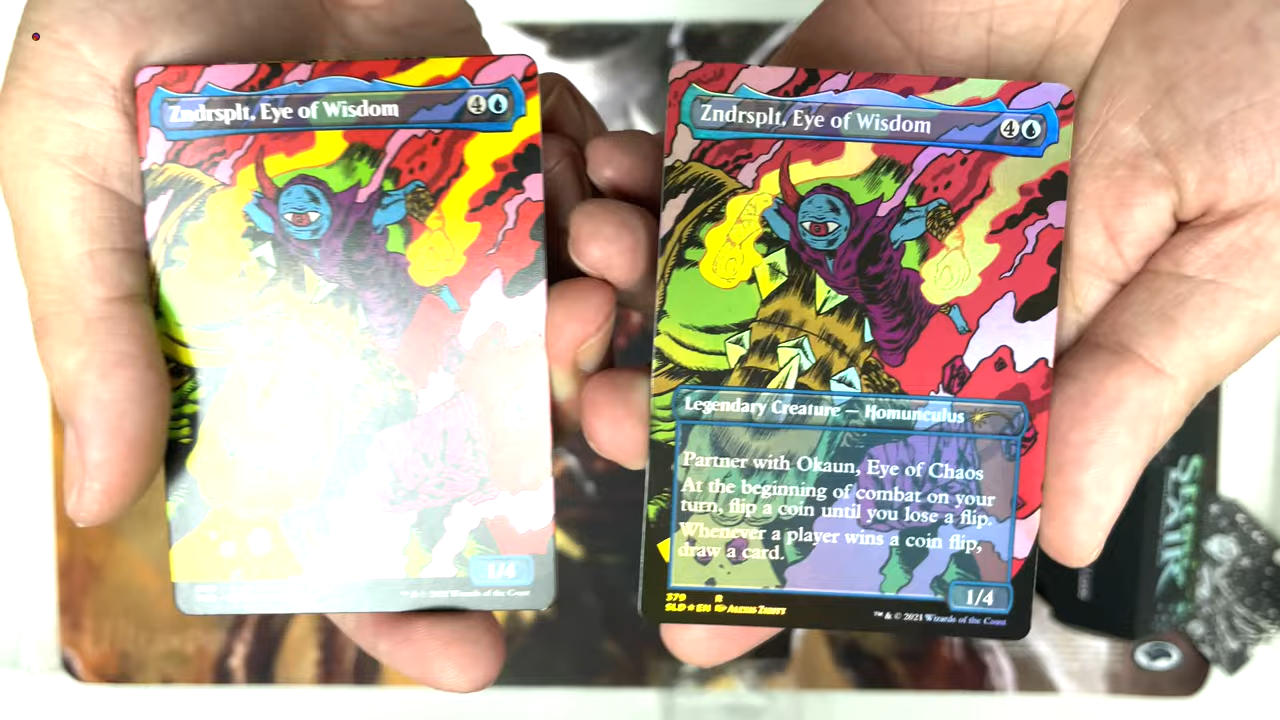 Zndrsplt, Eye of Wisdom 4
1/4
Zndrsplt, Eye of Wisdom 4
Legendary Creature — Homunculus
Partner with Okaun, Eye of Chaos
At the beginning of combat on your
turn, flip a coin until you lose a flip.
Whenever a player wins a coin flip,
draw a card.
1/4
379 R
SLD ★ EN
™ & © 2021 Wizards of the Coast